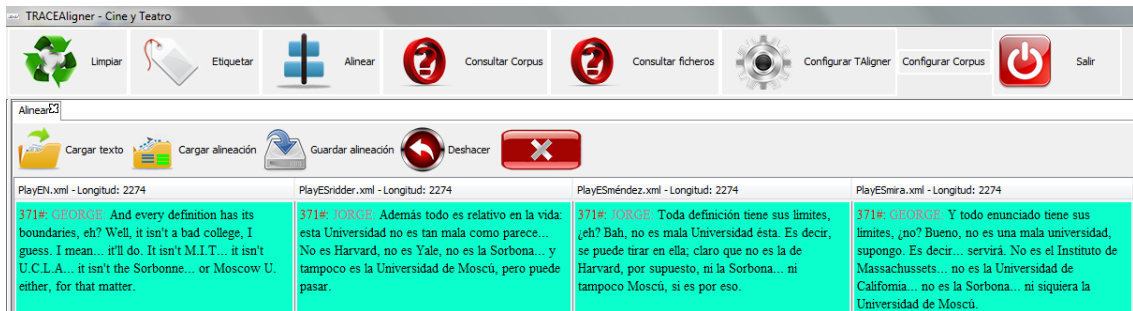 TRACEAligner - Cine y Teatro
Limpiar Etiquetar Alinear Consultar Corpus Consultar ficheros Configurar TAligner Configurar Corpus Salir
Alinear
Cargar texto Cargar alineación Guardar alineación Deshacer
PlayEN.xml - Longitud: 2274
371#: GEORGE: And every definition has its
boundaries, eh? Well, it isn't a bad college, I
guess. I mean... it'll do. It isn't M.I.T... it isn't
U.C.L.A... it isn't the Sorbonne... or Moscow U.
either, for that matter.
PlayESridder.xml - Longitud: 2274
371#: JORGE: Además todo es relativo en la vida:
esta Universidad no es tan mala como parece...
No es Harvard, no es Yale, no es la Sorbona... y
tampoco es la Universidad de Moscú, pero puede
pasar.
PlayESméndez.xml - Longitud: 2274
371#: JORGE: Toda definición tiene sus limites,
¿eh? Bah, no es mala Universidad ésta. Es decir,
se puede tirar en ella; claro que no es la de
Harvard, por supuesto, ni la Sorbona... ni
tampoco Moscú, si es por eso.
PlayESmira.xml - Longitud: 2274
371#: GEORGE: Y todo enunciado tiene sus
limites, ¿no? Bueno, no es una mala universidad,
supongo. Es decir... servirá. No es el Instituto de
Massachussets... no es la Universidad de
Califomia... no es la Sorbona... ni siquiera la
Universidad de Moscú.